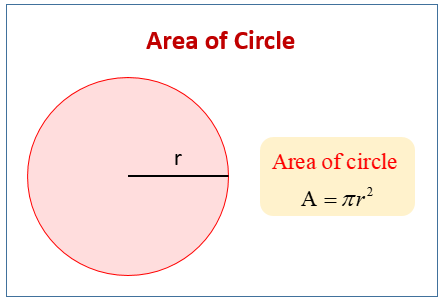 Area of Circle
r
Area of circle
A = πr²